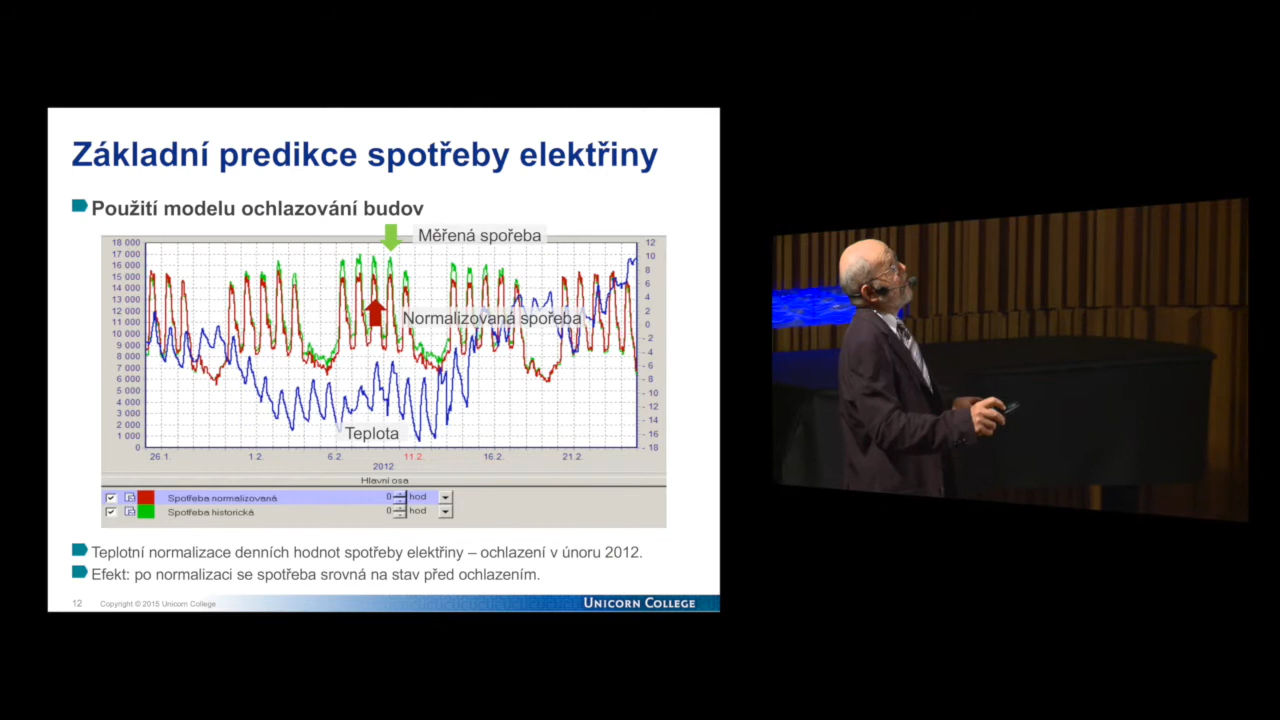 Základní predikce spotřeby elektřiny
Použití modelu ochlazování budov
Měřená spořeba
Normalizovaná spořeba
Teplota
18 000
17 000
16 000
15 000
14 000
13 000
12 000
11 000
10 000
9 000
8 000
7 000
6 000
5 000
4 000
3 000
2 000
1 000
0
12
10
8
6
4
2
0
- 2
- 4
- 6
- 8
- 10
- 12
- 14
- 16
- 18
26.1. 1.2. 6.2. 11.2. 16.2. 21.2.
2012.
Hlavní osa
Spotřeba normalizovaná 0 hod
Spotřeba historická 0 hod
Teplotní normalizace denních hodnot spotřeby elektřiny – ochlazení v únoru 2012.
Efekt: po normalizaci se spotřeba srovná na stav před ochlazením.
12 Copyright © 2015 Unicorn College
UNICORN COLLEGE